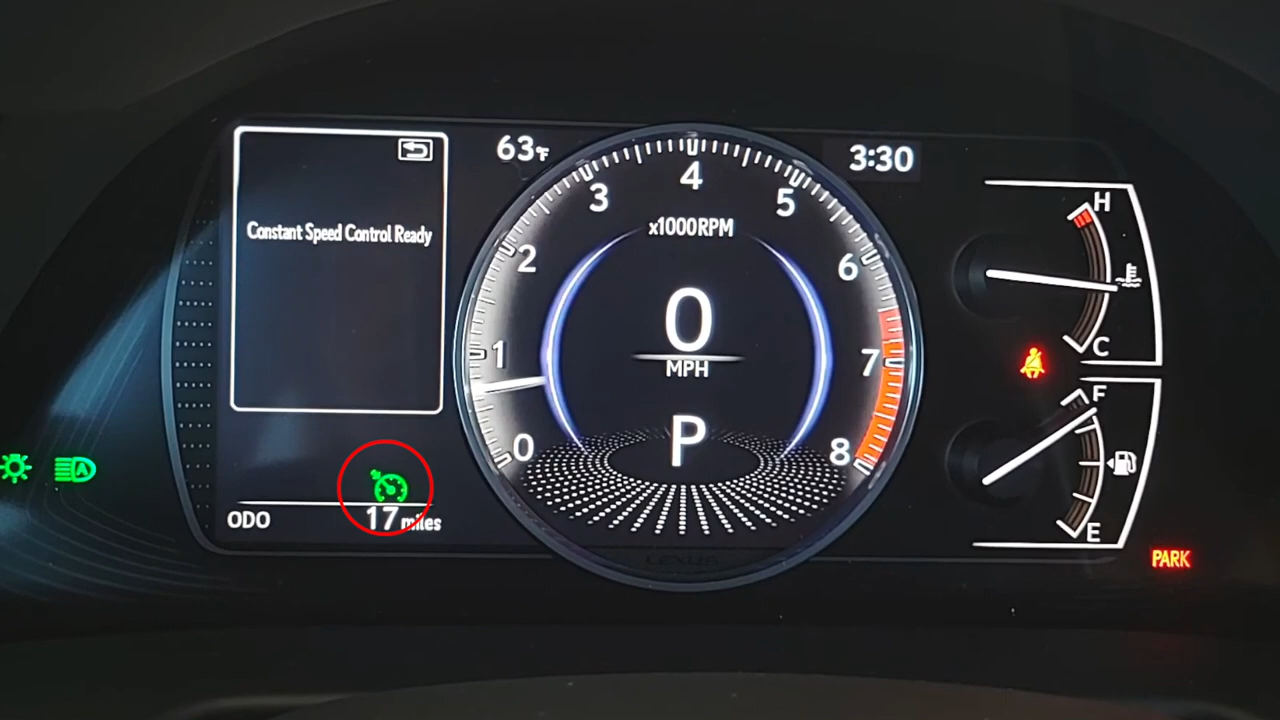 63°F
3:30
Constant Speed Control Ready
x1000RPM
0
1
2
3
4
5
6
7
8
0
MPH
P
H
C
F
E
A
ODO 17 miles
LEXUS
PARK